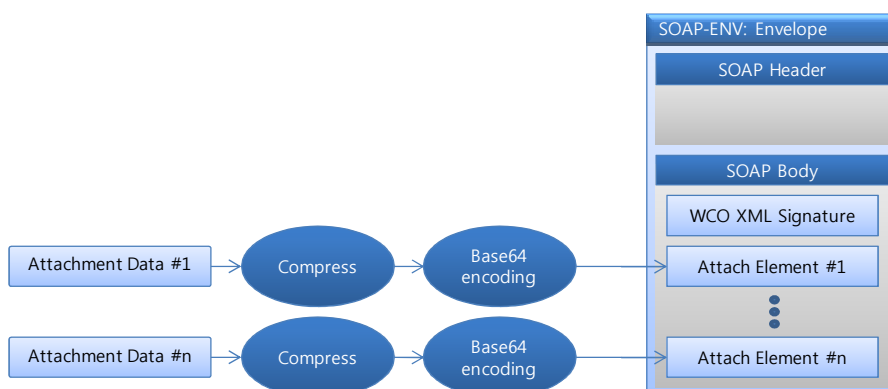 SOAP-ENV: Envelope
SOAP Header
SOAP Body
WCO XML Signature
Attachment Data #1
Compress
Base64
encoding
Attach Element #1
Attachment Data #n
Compress
Base64
encoding
Attach Element #n